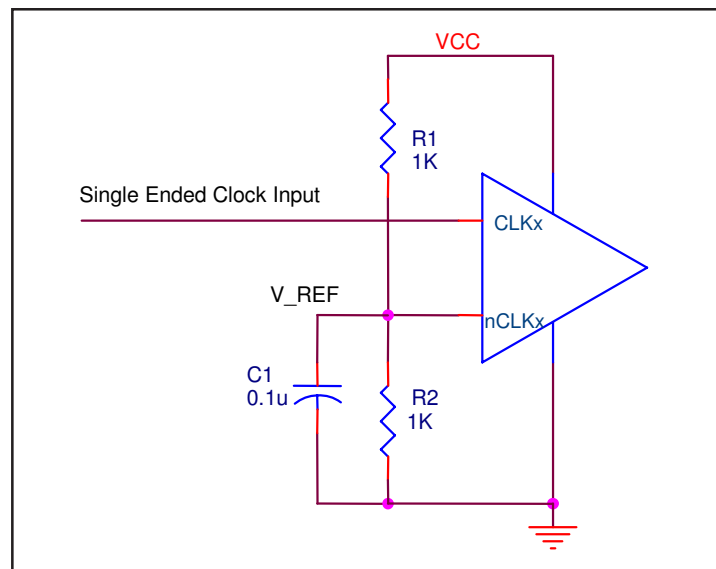 VCC
R1
1K
Single Ended Clock Input
CLKx
V_REF
nCLKx
C1
0.1u
R2
1K